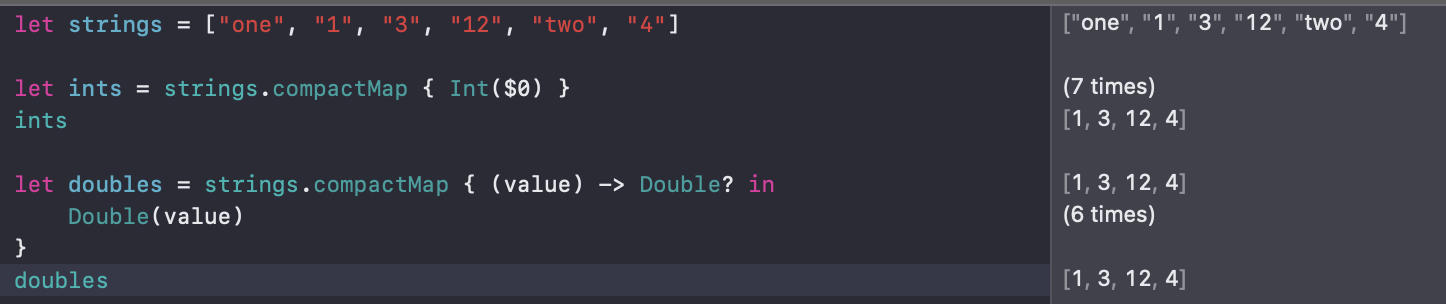 let strings = ["one", "1", "3", "12", "two", "4"] ["one", "1", "3", "12", "two", "4"]
let ints = strings.compactMap { Int($0) } (7 times)
ints [1, 3, 12, 4]
let doubles = strings.compactMap { (value) -> Double? in [1, 3, 12, 4]
    Double(value) (6 times)
}
doubles [1, 3, 12, 4]